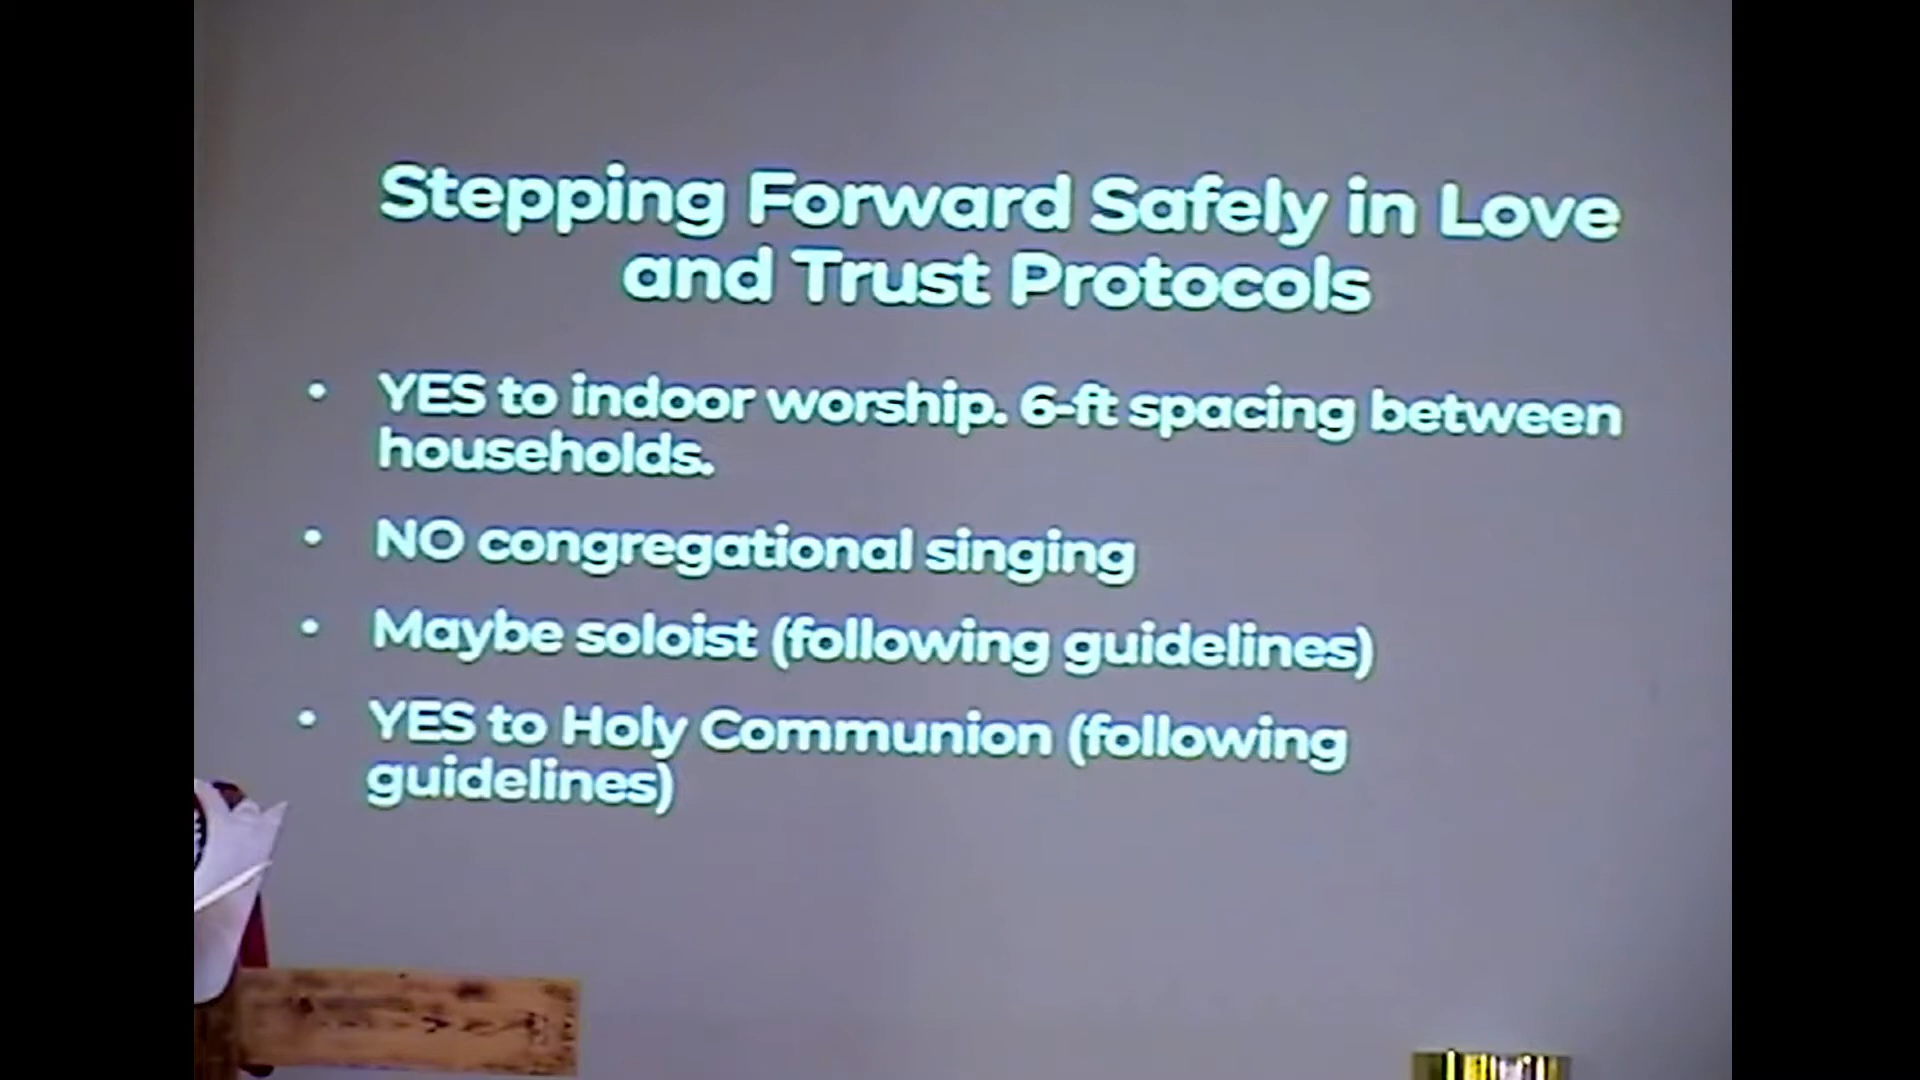 Stepping Forward Safely in Love
and Trust Protocols
• YES to indoor worship. 6-ft spacing between
households.
• NO congregational singing
• Maybe soloist (following guidelines)
• YES to Holy Communion (following
guidelines)